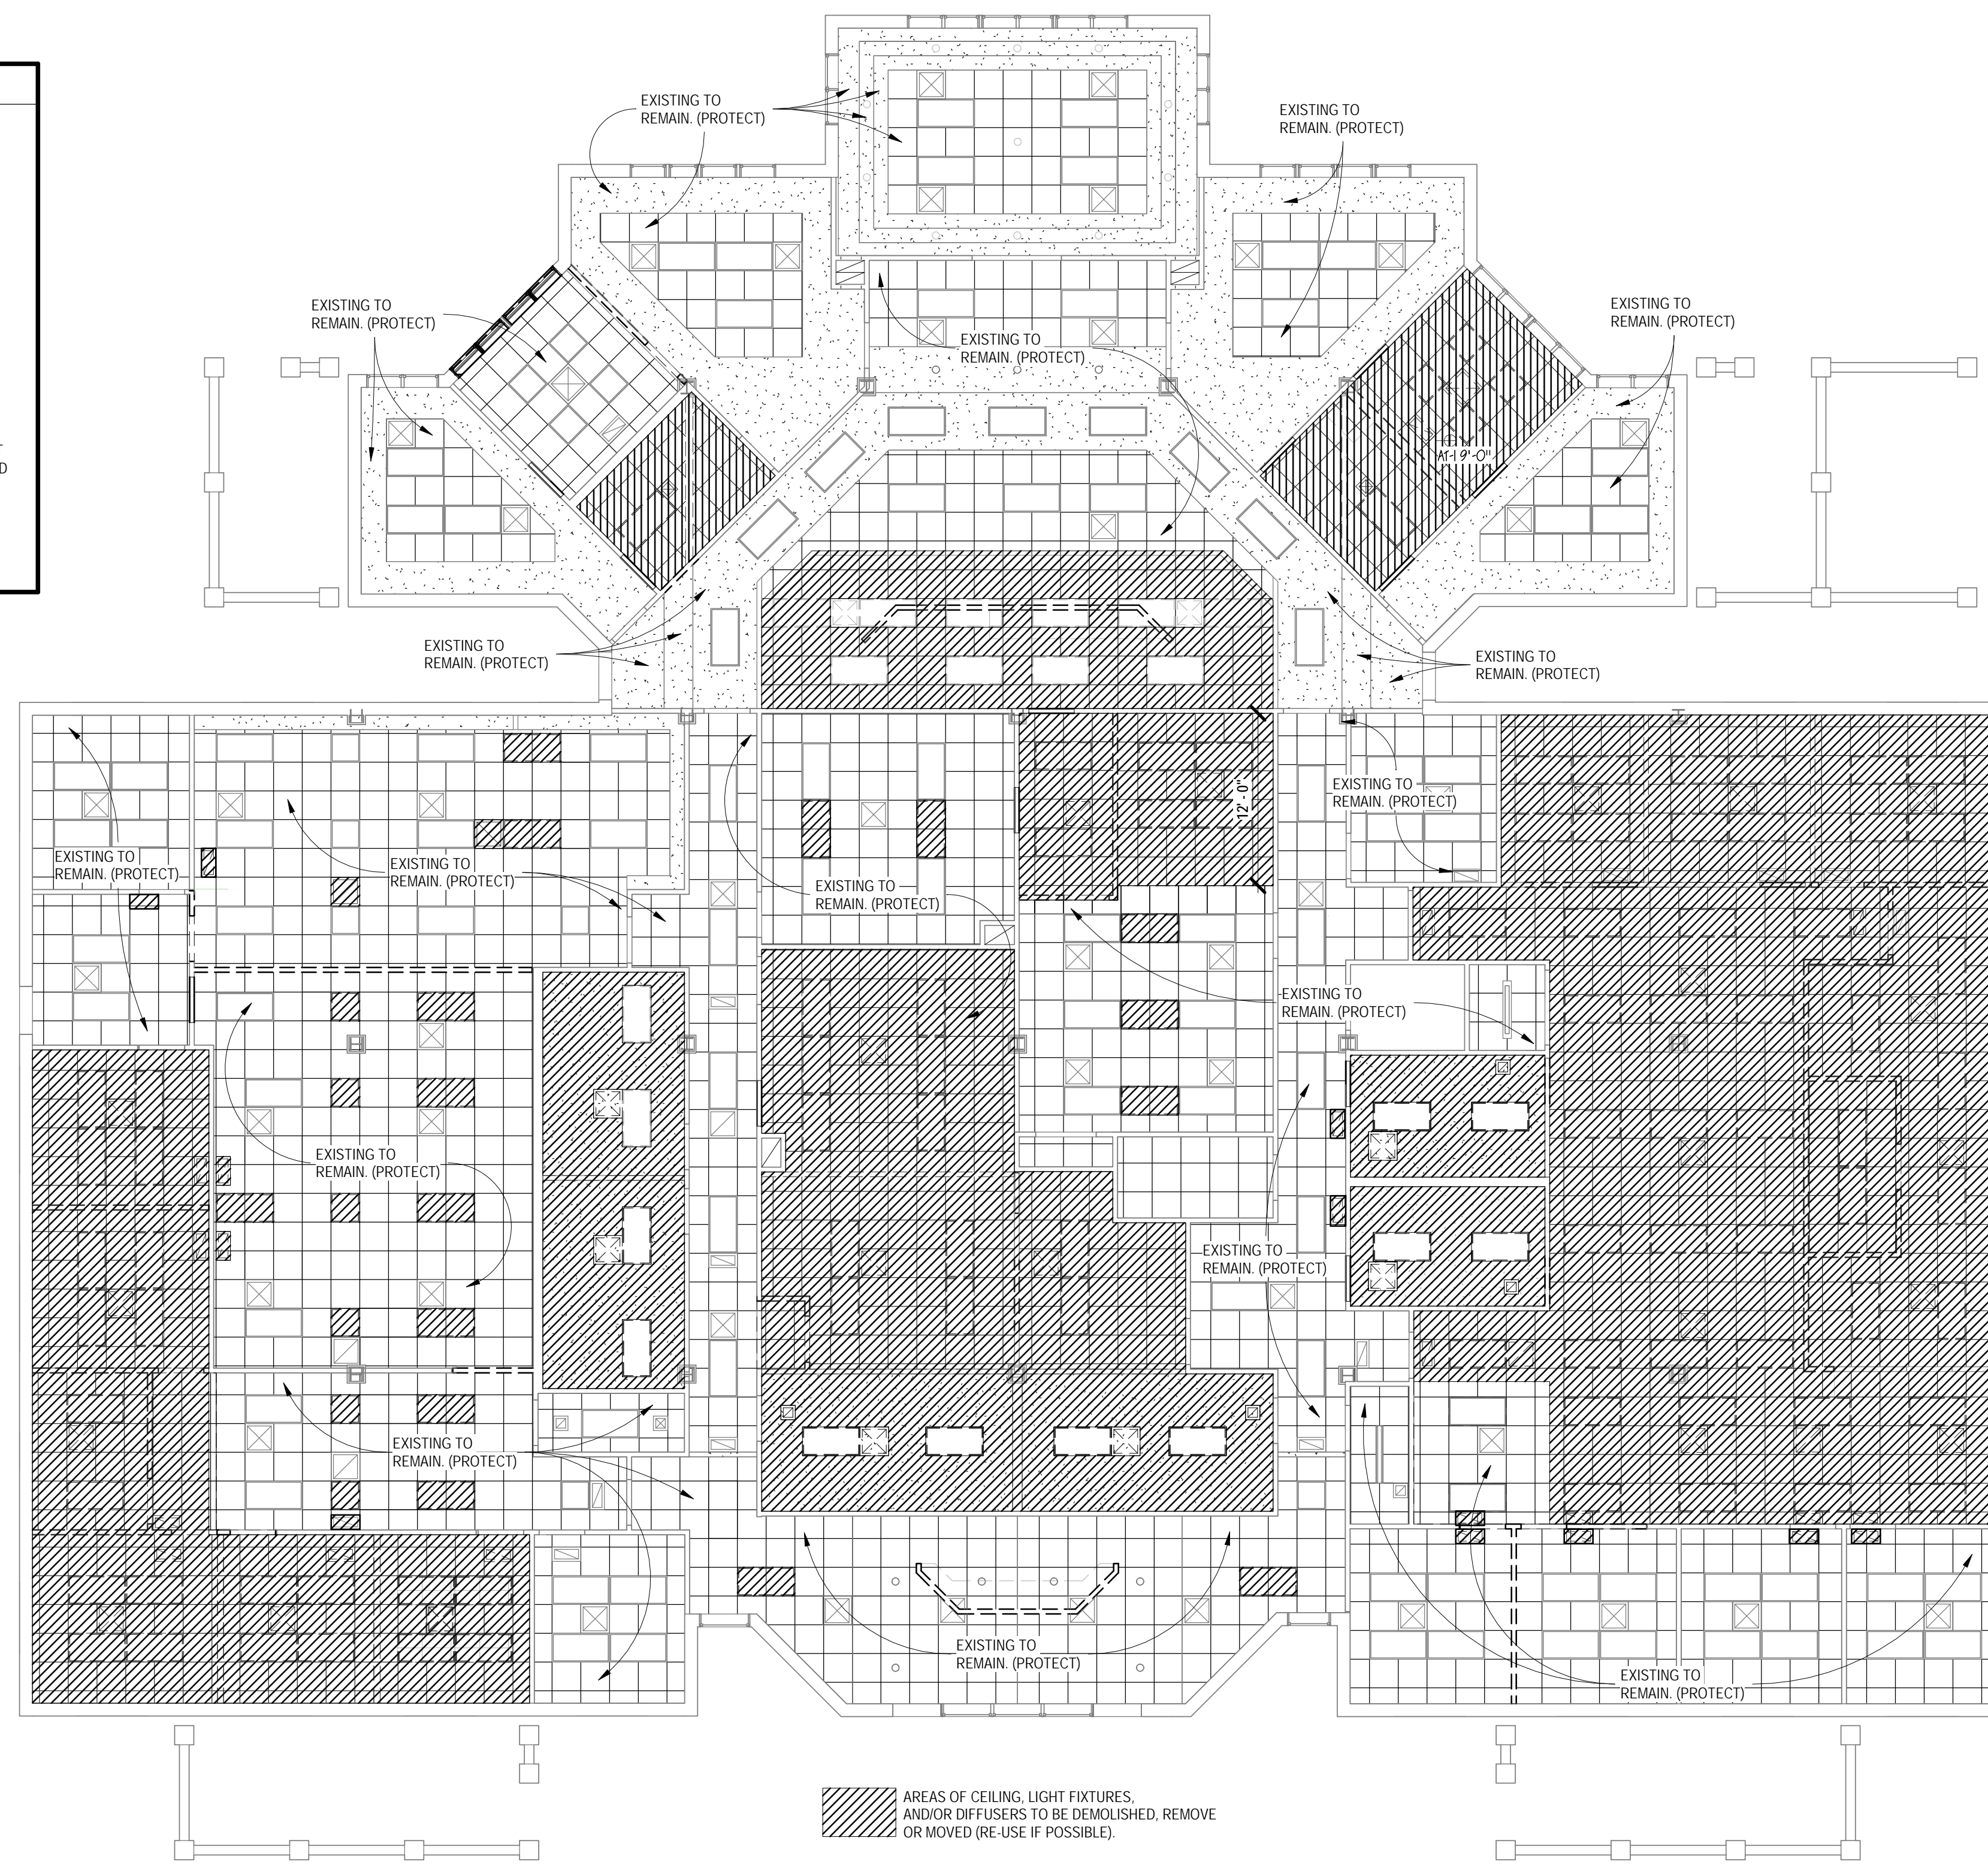 EXISTING TO
REMAIN. (PROTECT)
EXISTING TO
REMAIN. (PROTECT)
EXISTING TO
REMAIN. (PROTECT)
EXISTING TO
REMAIN. (PROTECT)
EXISTING TO
REMAIN. (PROTECT)
D
AT-1 9'-0"
EXISTING TO
REMAIN. (PROTECT)
EXISTING TO
REMAIN. (PROTECT)
EXISTING TO
REMAIN. (PROTECT)
12'-0"
EXISTING TO
REMAIN. (PROTECT)
EXISTING TO
REMAIN. (PROTECT)
EXISTING TO
REMAIN. (PROTECT)
EXISTING TO
REMAIN. (PROTECT)
EXISTING TO
REMAIN. (PROTECT)
EXISTING TO
REMAIN. (PROTECT)
EXISTING TO
REMAIN. (PROTECT)
EXISTING TO
REMAIN. (PROTECT)
EXISTING TO
REMAIN. (PROTECT)
AREAS OF CEILING, LIGHT FIXTURES,
AND/OR DIFFUSERS TO BE DEMOLISHED, REMOVE
OR MOVED (RE-USE IF POSSIBLE).